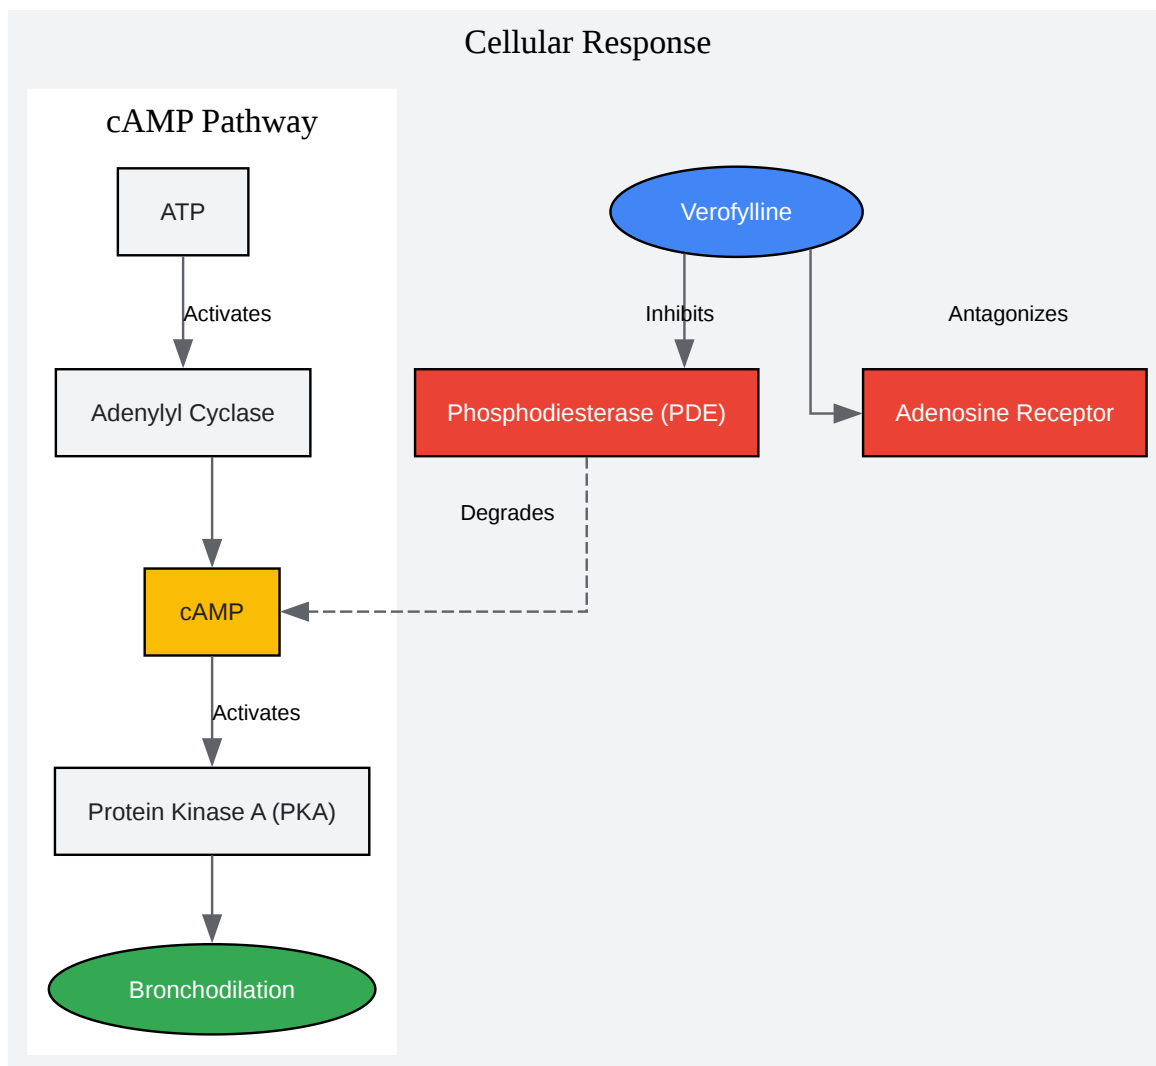 Cellular Response
cAMP Pathway
ATP
Verofylline
Activates
Inhibits
Antagonizes
Adenylyl Cyclase
Phosphodiesterase (PDE)
Adenosine Receptor
Degrades
cAMP
Activates
Protein Kinase A (PKA)
Bronchodilation